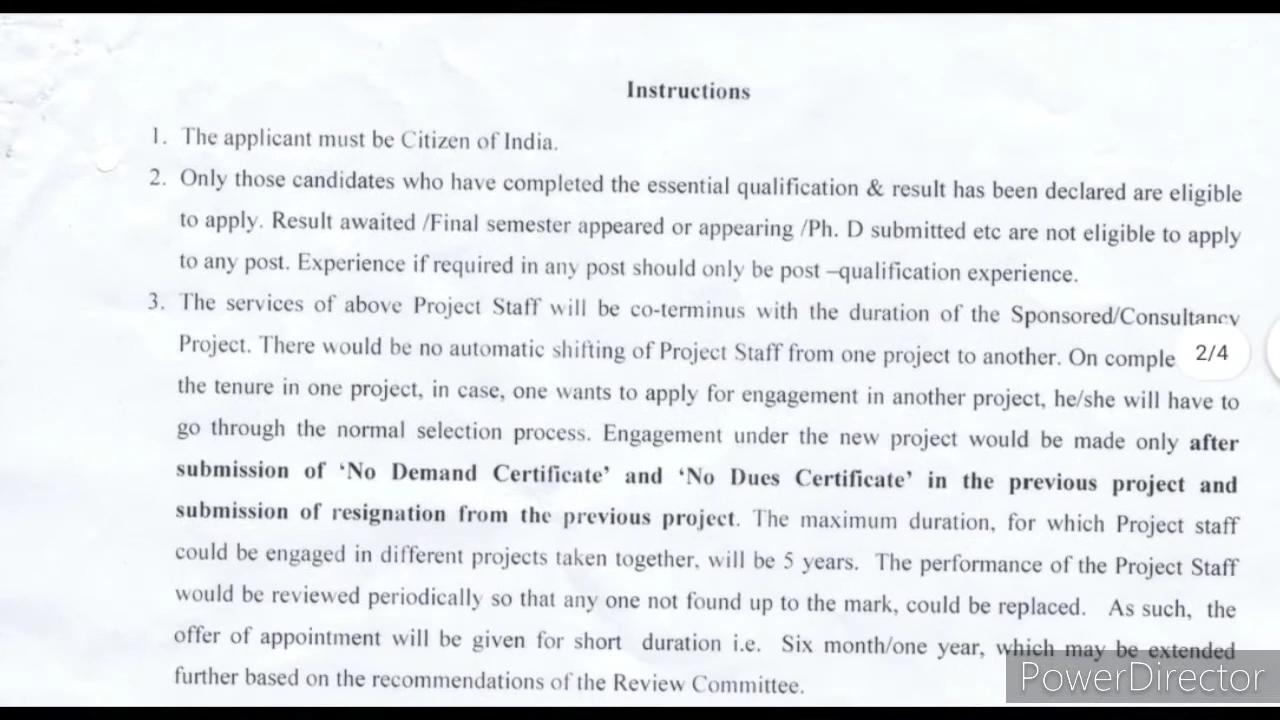 Instructions
1. The applicant must be Citizen of India.
2. Only those candidates who have completed the essential qualification & result has been declared are eligible
to apply. Result awaited /Final semester appeared or appearing /Ph. D submitted etc are not eligible to apply
to any post. Experience if required in any post should only be post –qualification experience.
3. The services of above Project Staff will be co-terminus with the duration of the Sponsored/Consultancy
Project. There would be no automatic shifting of Project Staff from one project to another. On comple
2/4
the tenure in one project, in case, one wants to apply for engagement in another project, he/she will have to
go through the normal selection process. Engagement under the new project would be made only after
submission of ‘No Demand Certificate’ and ‘No Dues Certificate’ in the previous project and
submission of resignation from the previous project. The maximum duration, for which Project staff
could be engaged in different projects taken together, will be 5 years. The performance of the Project Staff
would be reviewed periodically so that any one not found up to the mark, could be replaced. As such, the
offer of appointment will be given for short duration i.e. Six month/one year, which may be extended
further based on the recommendations of the Review Committee.
PowerDirector